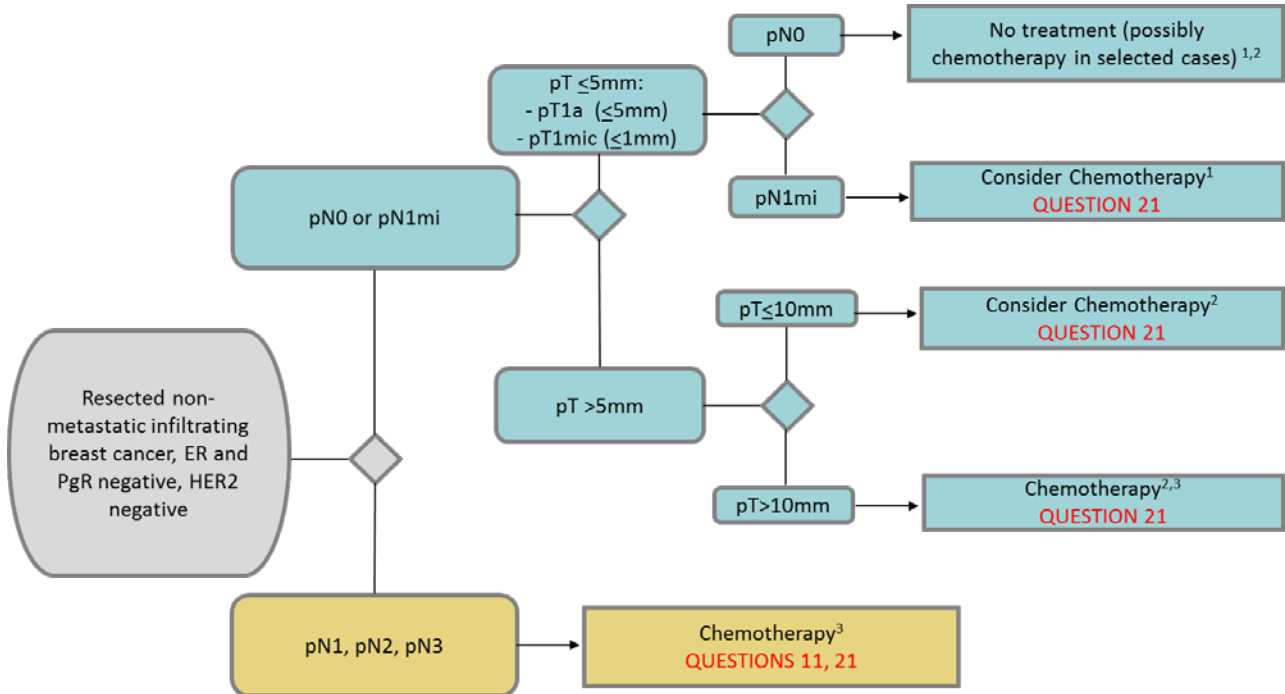 pN0
No treatment (possibly
chemotherapy in selected cases) 1,2
pT ≤5mm:
- pT1a (≤5mm)
- pT1mic (≤1mm)
pN1mi
Consider Chemotherapy1
QUESTION 21
pN0 or pN1mi
pT≤10mm
Consider Chemotherapy2
QUESTION 21
Resected non-
metastatic infiltrating
breast cancer, ER and
PgR negative, HER2
negative
pT >5mm
pT>10mm
Chemotherapy2,3
QUESTION 21
pN1, pN2, pN3
Chemotherapy3
QUESTIONS 11, 21